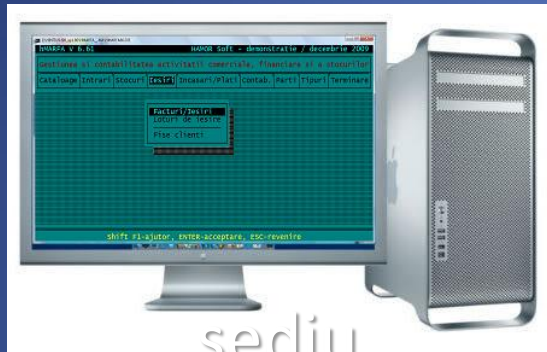 hMARFA V 6.61 HAMOR Soft - demonstratie / decembrie 2009
Gestiunea si contabilitatea activitatii comerciale, financiare si a stocurilor
Cataloage Intrari Stocuri Iesiri Incasari/Plati Contab. Parti Tipuri Terminare
Facturi/Iesiri
Loturi de iesire
Fise clienti
Shift F1-ajutor, ENTER-acceptare, ESC-revenire
sediu